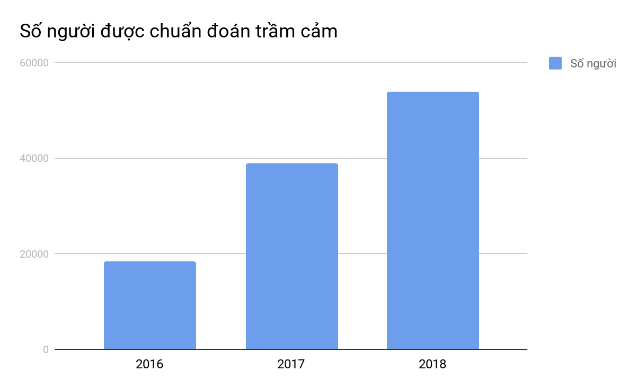 Số người được chuẩn đoán trầm cảm
Số người
60000
40000
20000
0
2016 2017 2018